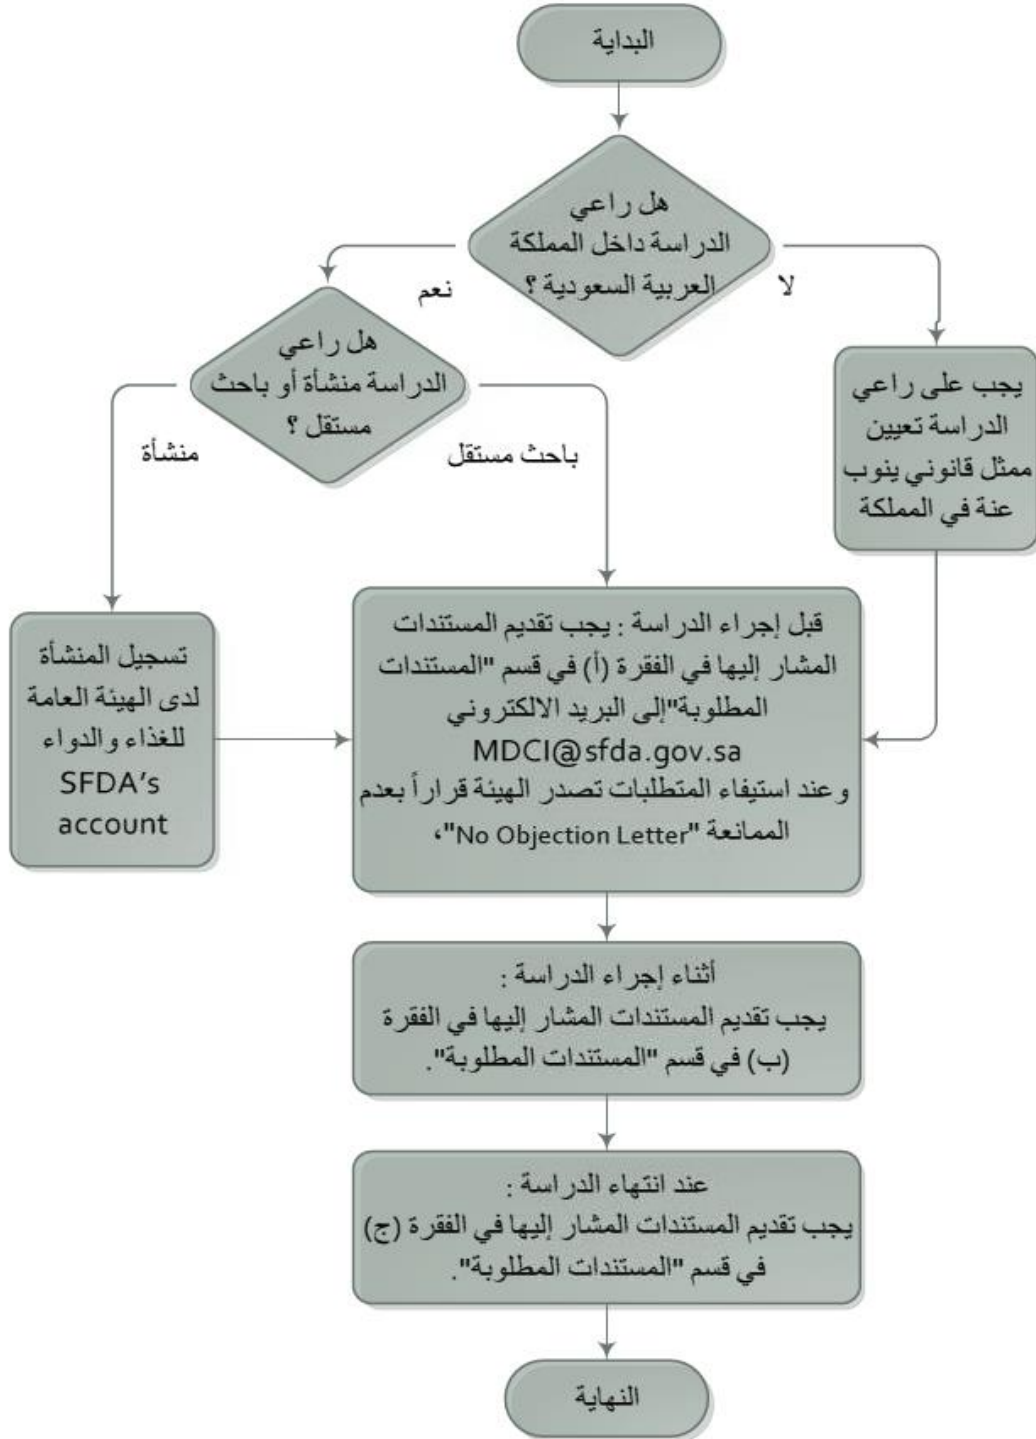 البداية
هل راعي
الدراسة داخل المملكة
العربية السعودية ؟
نعم
لا
هل راعي
الدراسة منشأة أو باحث
مستقل ؟
منشأة
باحث مستقل
يجب على راعي
الدراسة تعيين
ممثل قانوني ينوب
عنة في المملكة
تسجيل المنشأة
لدى الهيئة العامة
للغذاء والدواء
SFDA's
account
قبل إجراء الدراسة : يجب تقديم المستندات
المشار إليها في الفقرة (أ) في قسم "المستندات
المطلوبة"إلى البريد الالكتروني
MDCI@sfda.gov.sa
وعند استيفاء المتطلبات تصدر الهيئة قراراً بعدم
الممانعة "No Objection Letter"،
أثناء إجراء الدراسة :
يجب تقديم المستندات المشار إليها في الفقرة
(ب) في قسم "المستندات المطلوبة".
عند انتهاء الدراسة :
يجب تقديم المستندات المشار إليها في الفقرة (ج)
في قسم "المستندات المطلوبة".
النهاية